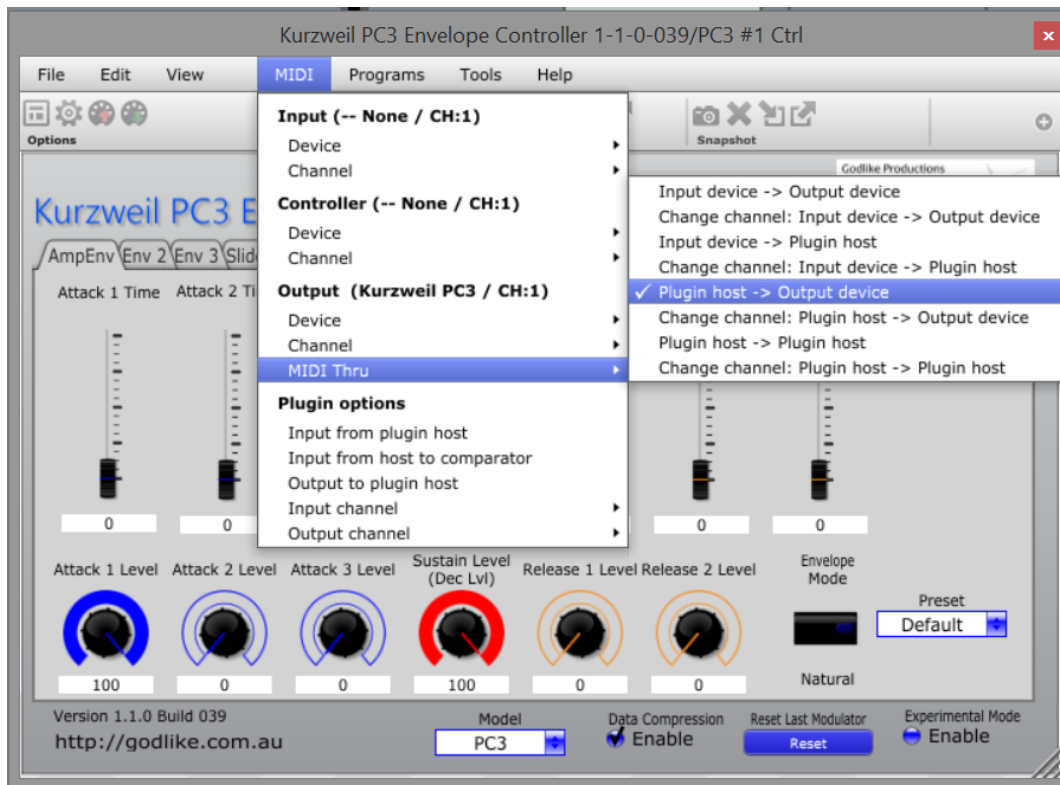 Kurzweil PC3 Envelope Controller 1-1-0-039/PC3 #1 Ctrl
x
File Edit View MIDI Programs Tools Help
Options
Snapshot
Input (-- None / CH:1)
Device
Channel
Controller (-- None / CH:1)
Device
Channel
Output (Kurzweil PC3 / CH:1)
Device
Channel
MIDI Thru
Plugin options
Input from plugin host
Input from host to comparator
Output to plugin host
Input channel
Output channel
Input device -> Output device
Change channel: Input device -> Output device
Input device -> Plugin host
Change channel: Input device -> Plugin host
✓ Plugin host -> Output device
Change channel: Plugin host -> Output device
Plugin host -> Plugin host
Change channel: Plugin host -> Plugin host
Godlike Productions
Kurzweil PC3 E
AmpEnv Env 2 Env 3 Slid
Attack 1 Time Attack 2 Ti
0 0 0 0
Attack 1 Level Attack 2 Level Attack 3 Level Sustain Level (Dec Lvl) Release 1 Level Release 2 Level Envelope Mode
Preset
Default
100 0 0 100 0 0 Natural
Version 1.1.0 Build 039
http://godlike.com.au
Model
PC3
Data Compression
Enable
Reset Last Modulator
Reset
Experimental Mode
Enable